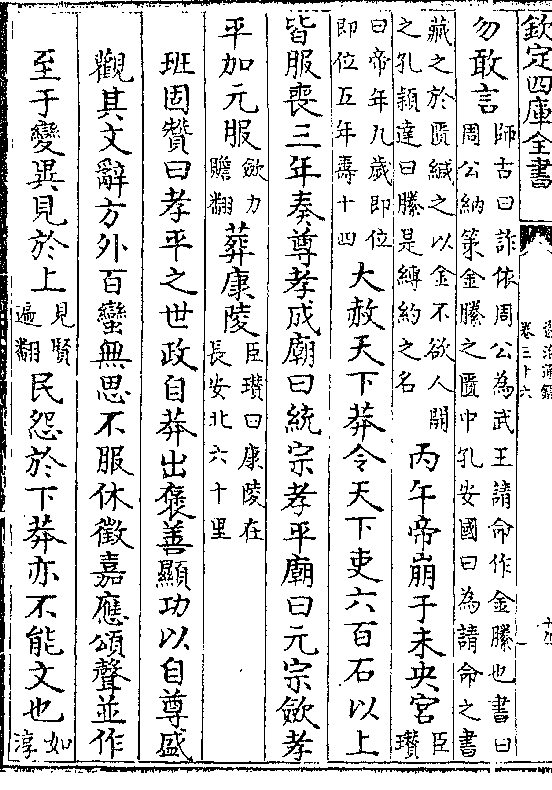 欽定四庫全書
資治通鑑
卷三十六
勿敢言師古曰詐依周公為武王請命作金縢也書曰
周公納策金縢之匱中孔安國曰為請命之書
藏之於匱緘之以金不欲人開
之孔穎達曰縢是縛約之名丙午帝崩于未央宮臣
瓚
曰帝年九歲即位
即位五年壽十四大赦天下莽令天下吏六百石以上
皆服喪三年奏尊孝成廟曰統宗孝平廟曰元宗斂孝
平加元服斂力
贍翻葬康陵臣瓚曰康陵在
長安北六十里
班固贊曰孝平之世政自莽出褒善顯功以自尊盛
觀其文辭方外百蠻無思不服休徵嘉應頌聲並作
至于變異見於上見賢
遍翻民怨於下莽亦不能文也如
淳